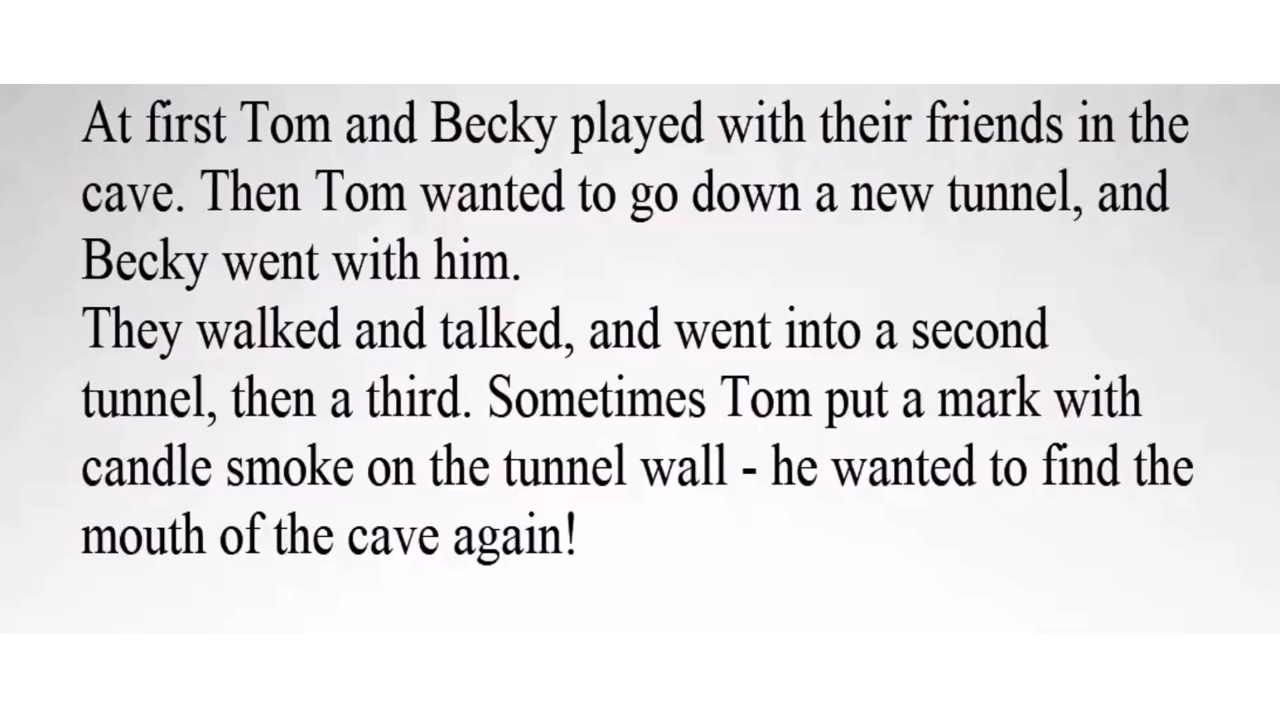 At first Tom and Becky played with their friends in the
cave. Then Tom wanted to go down a new tunnel, and
Becky went with him.
They walked and talked, and went into a second
tunnel, then a third. Sometimes Tom put a mark with
candle smoke on the tunnel wall - he wanted to find the
mouth of the cave again!